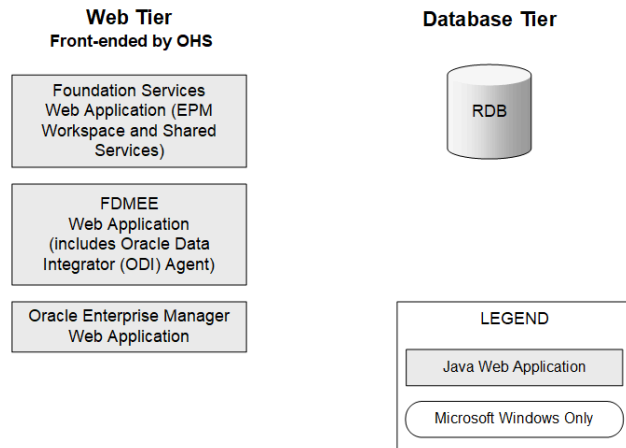 Web Tier
Front-ended by OHS
Foundation Services
Web Application (EPM
Workspace and Shared
Services)
FDMEE
Web Application
(includes Oracle Data
Integrator (ODI) Agent)
Oracle Enterprise Manager
Web Application
Database Tier
RDB
LEGEND
Java Web Application
Microsoft Windows Only